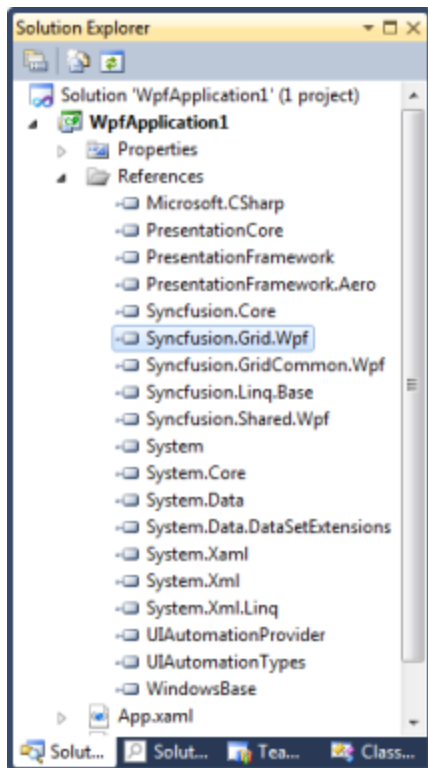 Solution Explorer
Solution 'WpfApplication1' (1 project)
WpfApplication1
Properties
References
Microsoft.CSharp
PresentationCore
PresentationFramework
PresentationFramework.Aero
Syncfusion.Core
Syncfusion.Grid.Wpf
Syncfusion.GridCommon.Wpf
Syncfusion.Linq.Base
Syncfusion.Shared.Wpf
System
System.Core
System.Data
System.Data.DataSetExtensions
System.Xaml
System.Xml
System.Xml.Linq
UIAutomationProvider
UIAutomationTypes
WindowsBase
App.xaml
Solut... Solut... Tea... Class...